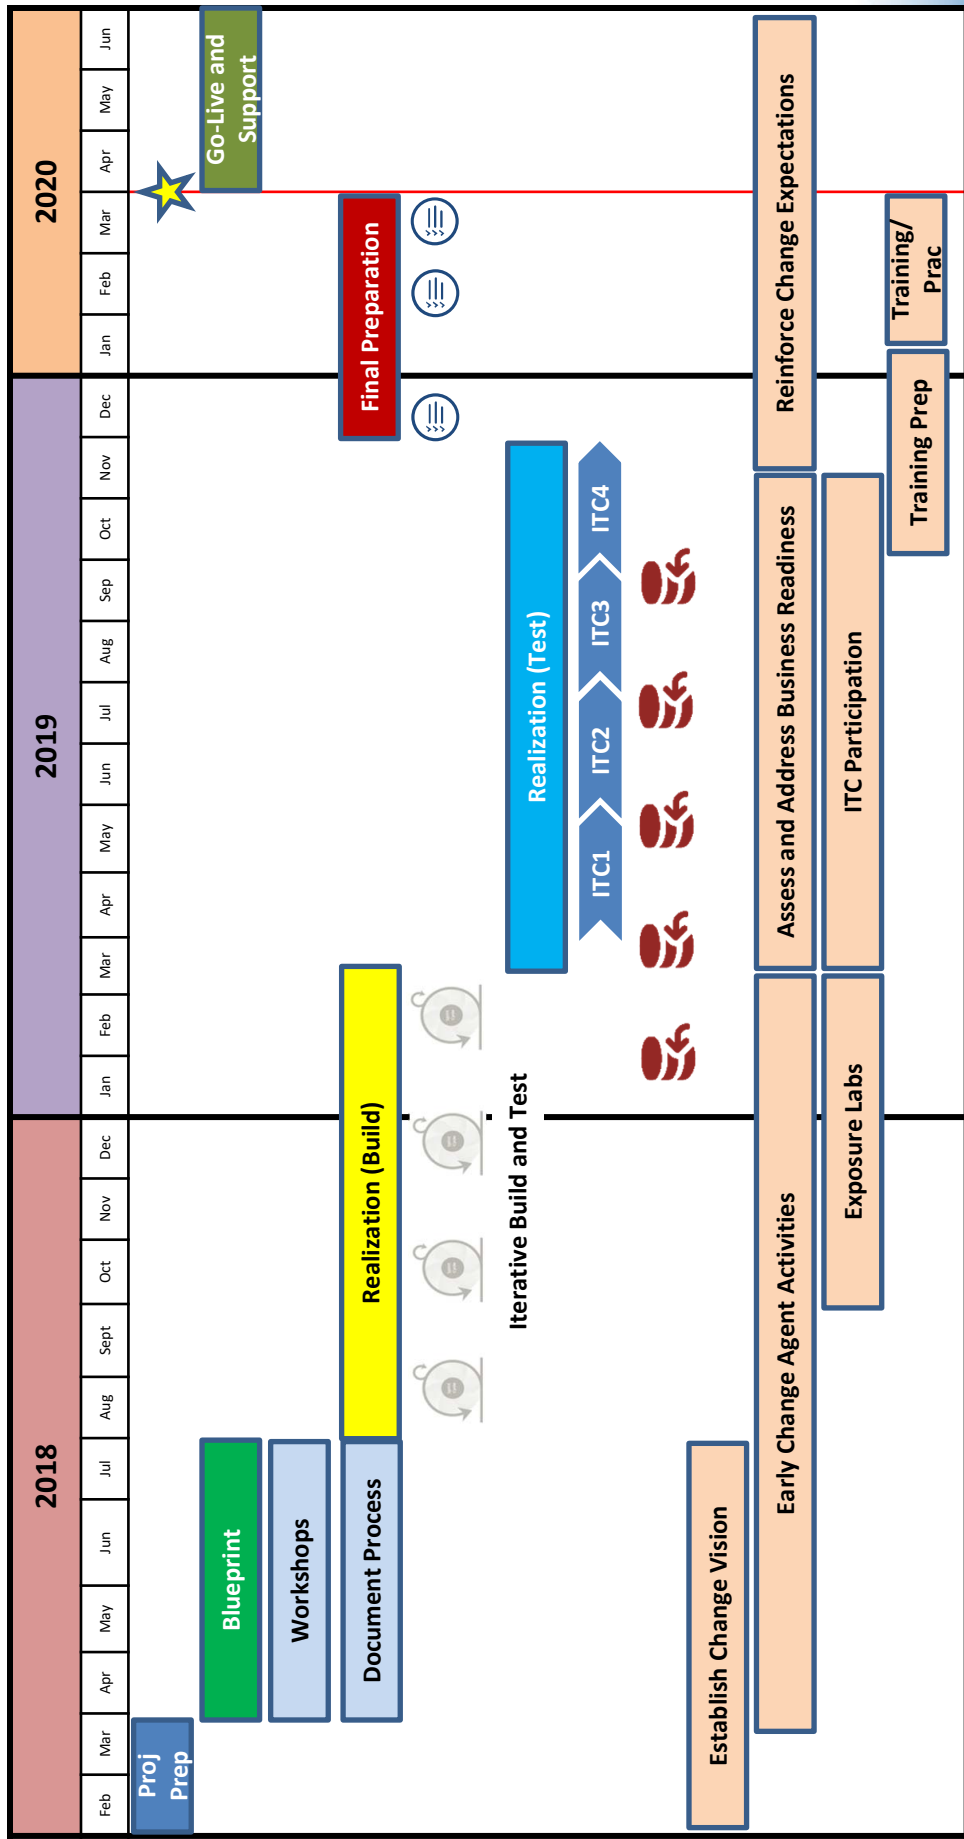 2018
2019
2020
Feb
Mar
Apr
May
Jun
Jul
Aug
Sept
Oct
Nov
Dec
Jan
Feb
Mar
Apr
May
Jun
Jul
Aug
Sep
Oct
Nov
Dec
Jan
Feb
Mar
Apr
May
Jun
Proj
Prep
Blueprint
Go-Live and
Support
Workshops
Document Process
Realization (Build)
Final Preparation
Iterative Build and Test
Realization (Test)
ITC1
ITC2
ITC3
ITC4
Establish Change Vision
Early Change Agent Activities
Assess and Address Business Readiness
Reinforce Change Expectations
Exposure Labs
ITC Participation
Training Prep
Training/
Prac